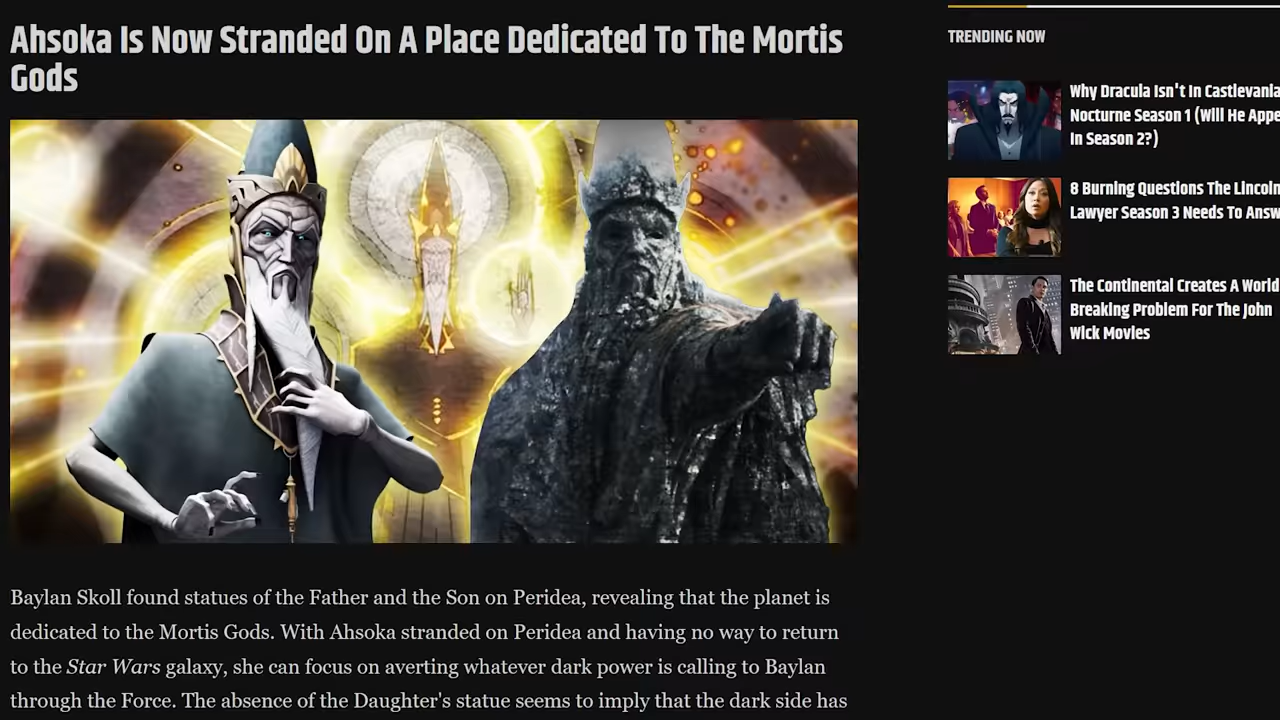 Ahsoka Is Now Stranded On A Place Dedicated To The Mortis
Gods
Baylan Skoll found statues of the Father and the Son on Peridea, revealing that the planet is
dedicated to the Mortis Gods. With Ahsoka stranded on Peridea and having no way to return
to the Star Wars galaxy, she can focus on averting whatever dark power is calling to Baylan
through the Force. The absence of the Daughter's statue seems to imply that the dark side has
TRENDING NOW
Why Dracula Isn't In Castlevania
Nocturne Season 1 (Will He Appe
In Season 2?)
8 Burning Questions The Lincoln
Lawyer Season 3 Needs To Answ
The Continental Creates A World
Breaking Problem For The John
Wick Movies